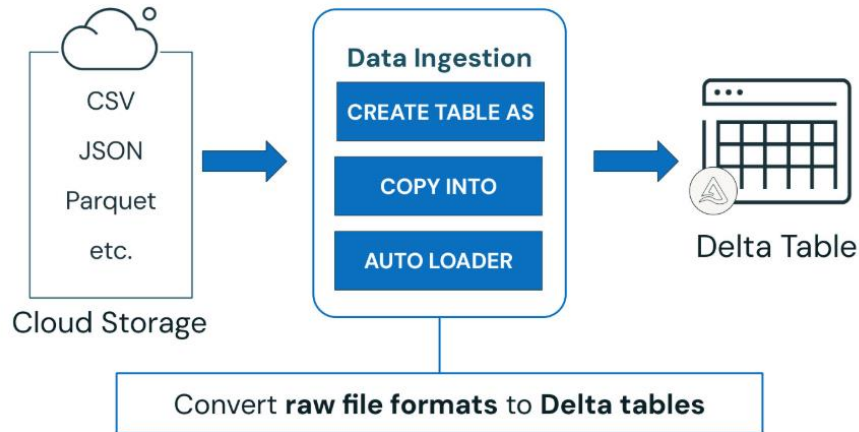 CSV
JSON
Parquet
etc.
Cloud Storage
Data Ingestion
CREATE TABLE AS
COPY INTO
AUTO LOADER
Delta Table
Convert raw file formats to Delta tables